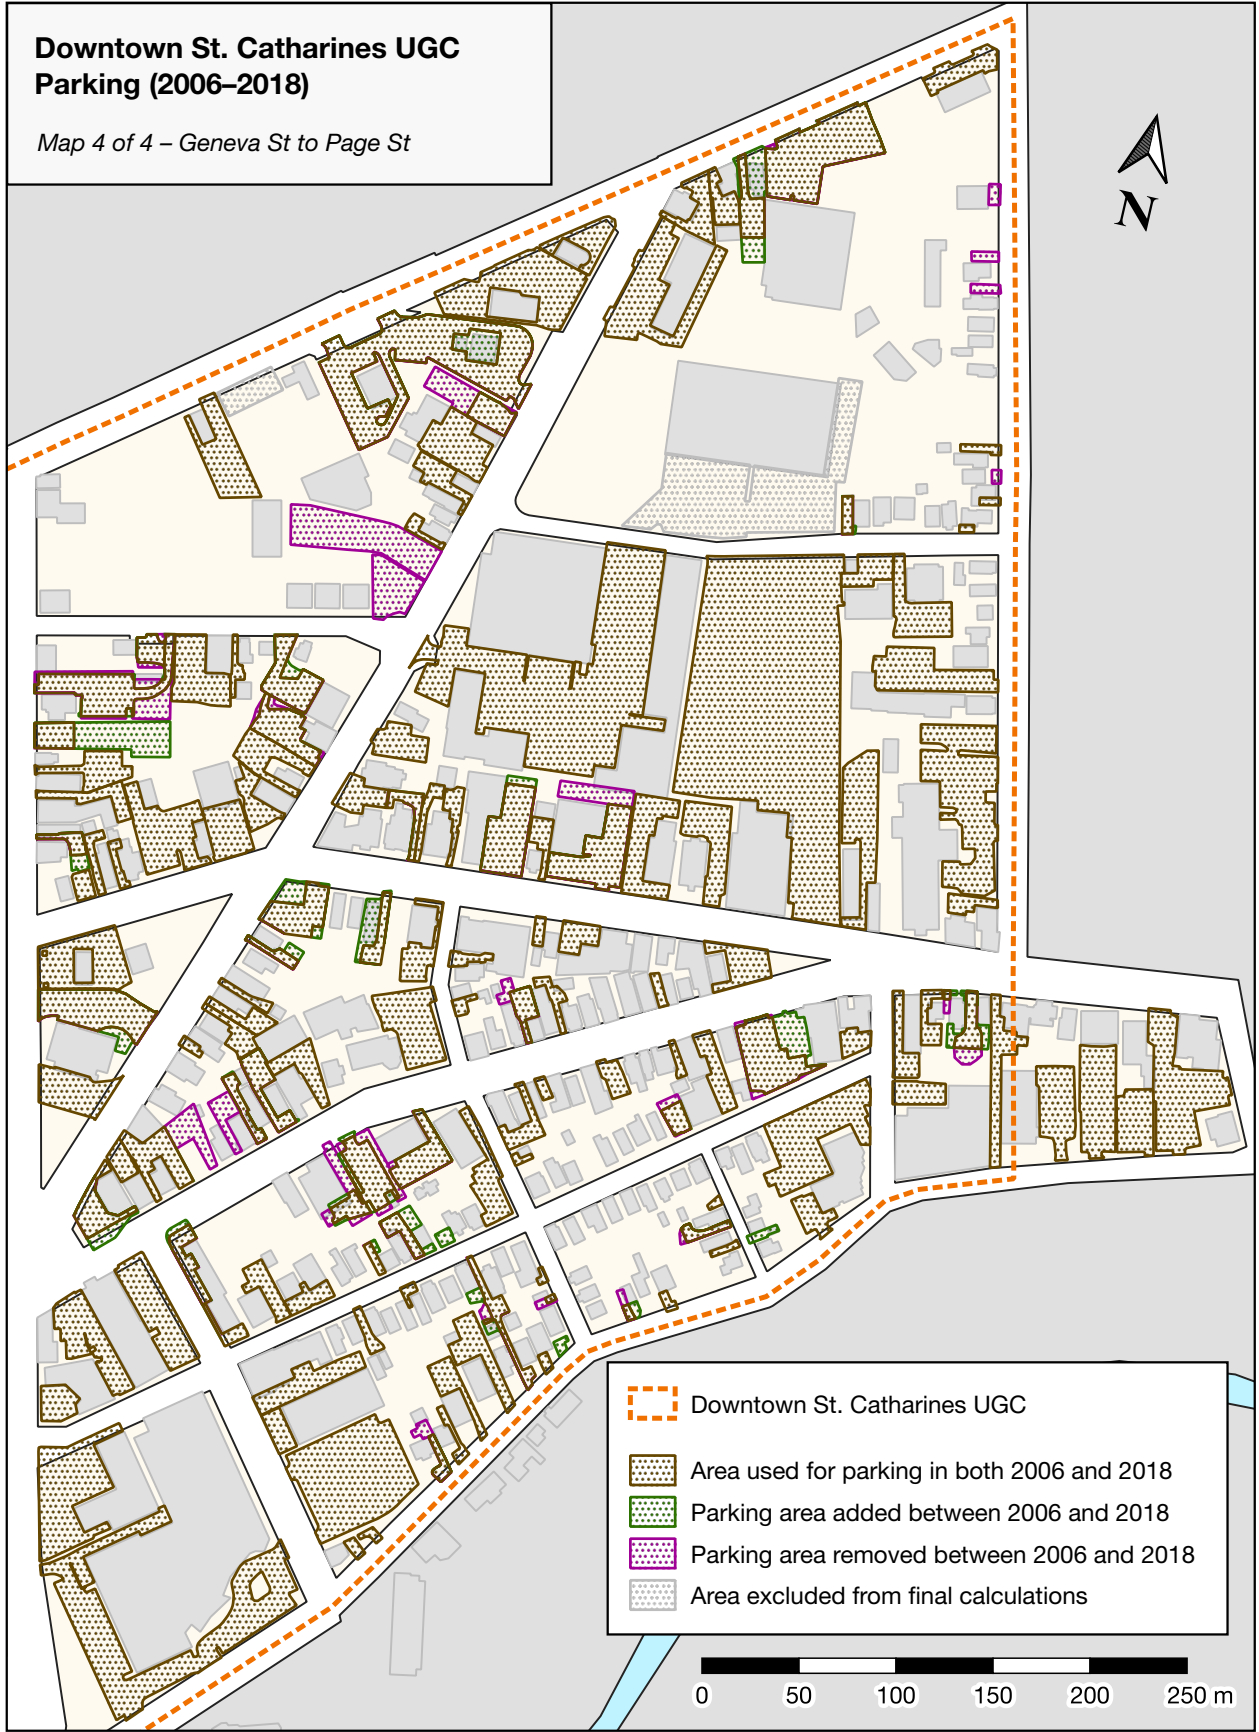 Downtown St. Catharines UGC
Parking (2006–2018)
Map 4 of 4 – Geneva St to Page St
N
Downtown St. Catharines UGC
Area used for parking in both 2006 and 2018
Parking area added between 2006 and 2018
Parking area removed between 2006 and 2018
Area excluded from final calculations
0 50 100 150 200 250 m